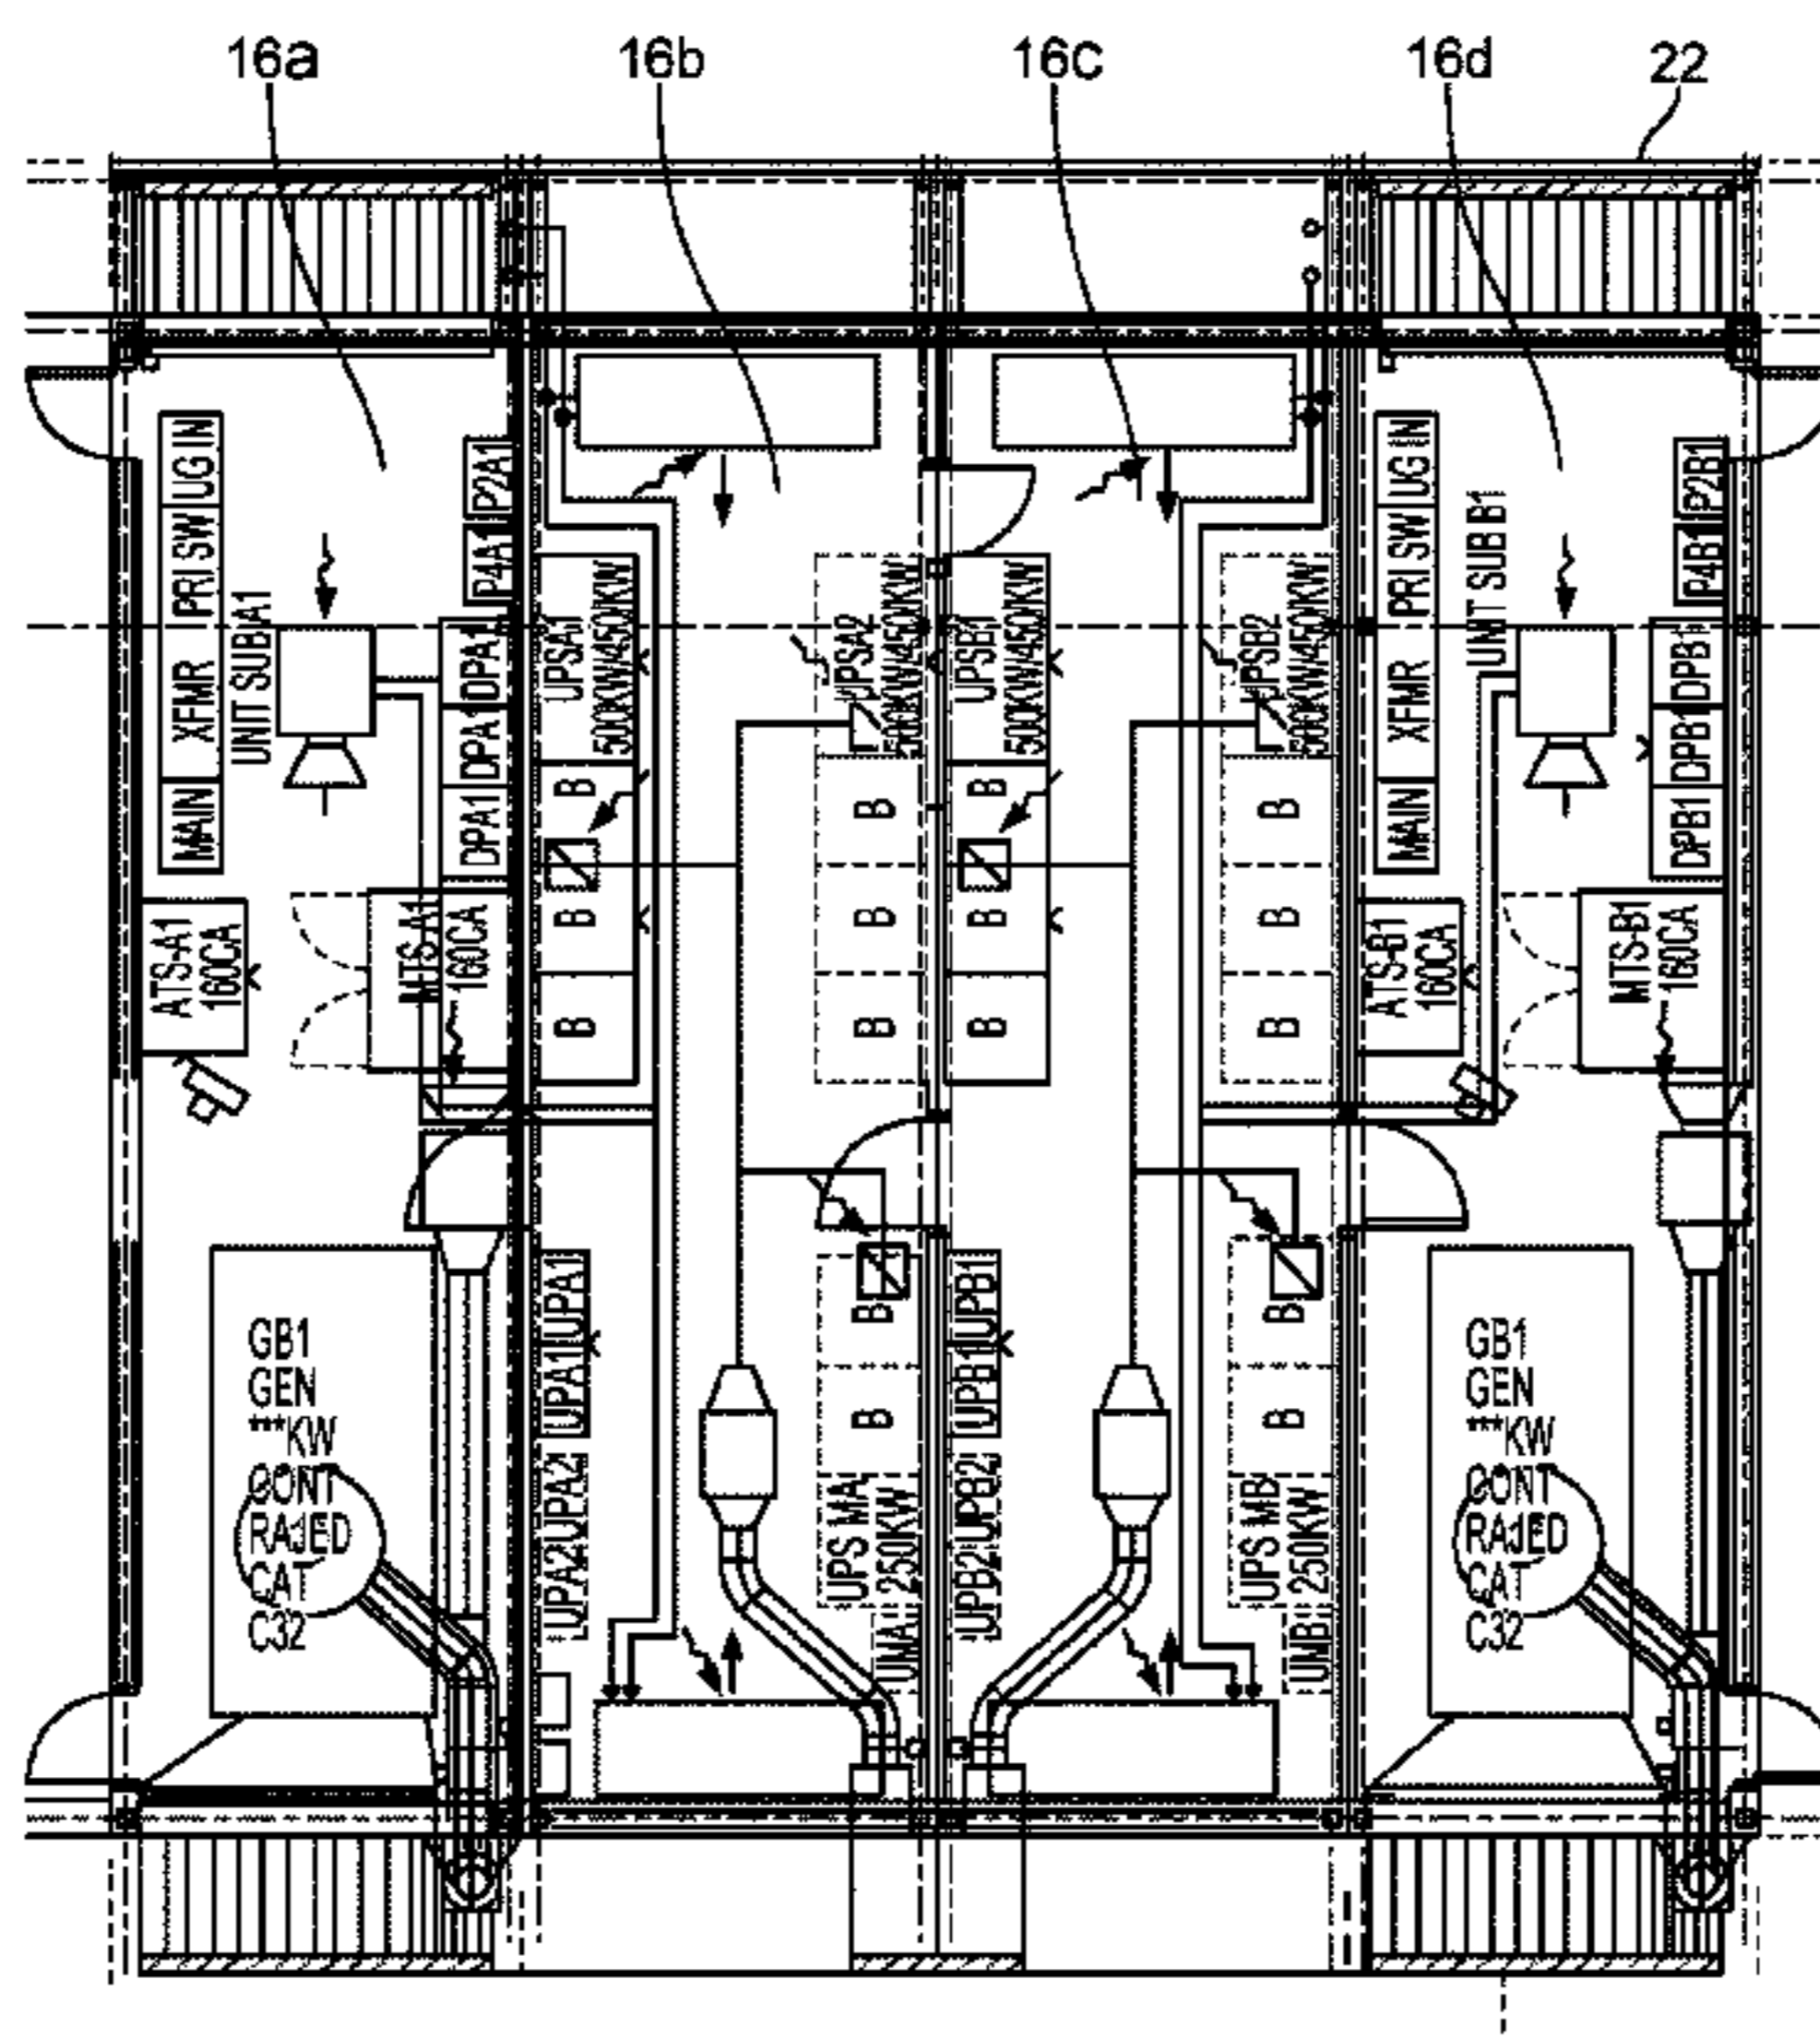 16a
16b
16c
16d
22
UG IN
PRI SW
XFMR
MAIN
UNIT SUB A1
P2A1
P4A1
DPA1
DPA1
DPA1
ATS-A1
160CA
MTS-A1
160CA
GB1
GEN
***KW
CONT
RA1ED
CAT
C32
UPSA1
500KW/450KW
B
B
B
UPSA2
500KW/450KW
B
B
B
UPA1
UPA1
UPA2
UPA2
B
B
UPS MA
250KW
UMA
UPSB1
500KW/450KW
B
B
B
UPSB2
500KW/450KW
B
B
B
UPB1
UPB1
UPB2
UPB2
B
B
UPS MB
250KW
UMB
UG IN
PRI SW
XFMR
MAIN
UNIT SUB B1
P2B1
P4B1
DPB1
DPB1
DPB1
ATS-B1
160CA
MTS-B1
160CA
GB1
GEN
***KW
CONT
RA1ED
CAT
C32